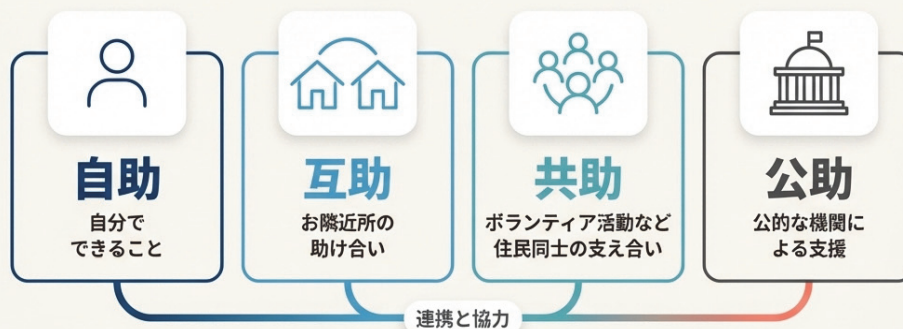 自助
自分で
できること
互助
お隣近所の
助け合い
共助
ボランティア活動など
住民同士の支え合い
公助
公的な機関に
よる支援
連携と協力